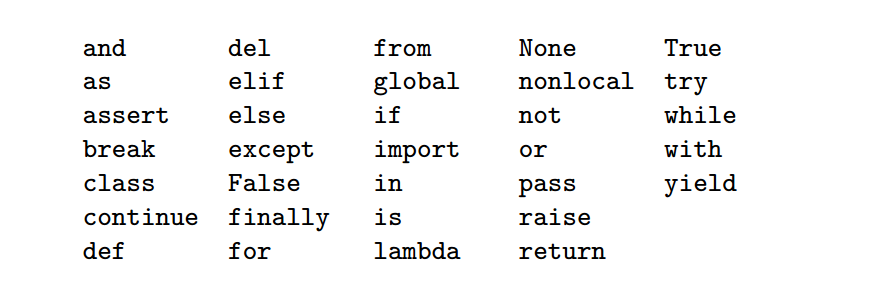 and del from None True
as elif global nonlocal try
assert else if not while
break except import or with
class False in pass yield
continue finally is raise
def for lambda return